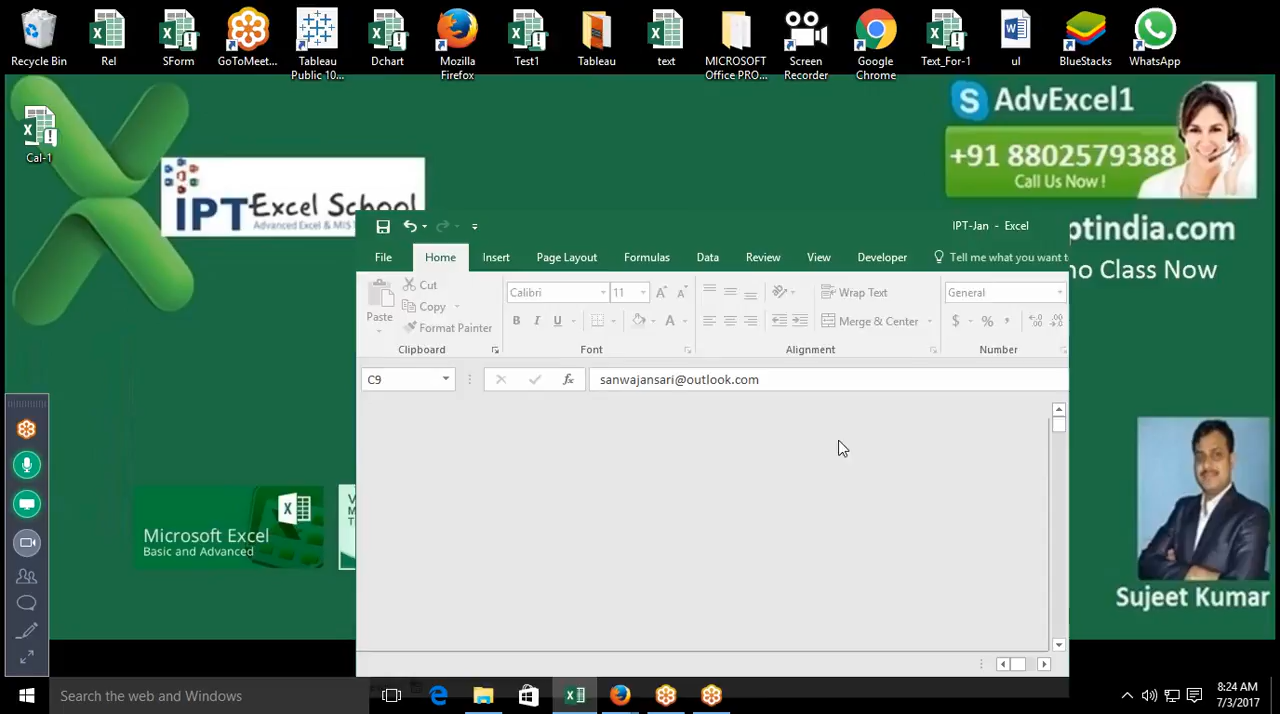 Recycle Bin
Rel
SForm
GoToMeet...
Tableau
Public 10...
Dchart
Mozilla
Firefox
Test1
Tableau
text
MICROSOFT
Office PRO...
Screen
Recorder
Google
Chrome
Text_For-1
ul
BlueStacks
WhatsApp
Cal-1
IPT Excel School
Advanced Excel & MIS T
AdvExcel1
+91 8802579388
Call Us Now !
ptindia.com
no Class Now
IPT-Jan - Excel
File
Home
Insert
Page Layout
Formulas
Data
Review
View
Developer
Tell me what you want t
Paste
Cut
Copy
Format Painter
Clipboard
Calibri
11
B I U
Font
Wrap Text
Merge & Center
Alignment
General
$ % ,
Number
C9
fx
sanwajansari@outlook.com
Microsoft Excel
Basic and Advanced
V
M
T
Sujeet Kumar
Search the web and Windows
8:24 AM
7/3/2017